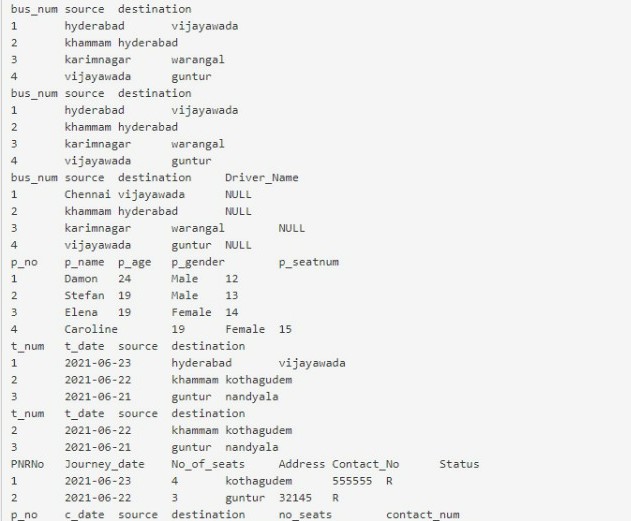 bus_num source destination
1 hyderabad vijayawada
2 khammam hyderabad
3 karimnagar warangal
4 vijayawada guntur
bus_num source destination
1 hyderabad vijayawada
2 khammam hyderabad
3 karimnagar warangal
4 vijayawada guntur
bus_num source destination Driver_Name
1 Chennai vijayawada NULL
2 khammam hyderabad NULL
3 karimnagar warangal NULL
4 vijayawada guntur NULL
p_no p_name p_age p_gender p_seatnum
1 Damon 24 Male 12
2 Stefan 19 Male 13
3 Elena 19 Female 14
4 Caroline 19 Female 15
t_num t_date source destination
1 2021-06-23 hyderabad vijayawada
2 2021-06-22 khammam kothagudem
3 2021-06-21 guntur nandyala
t_num t_date source destination
2 2021-06-22 khammam kothagudem
3 2021-06-21 guntur nandyala
PNRNo Journey_date No_of_seats Address Contact_No Status
1 2021-06-23 4 kothagudem 555555 R
2 2021-06-22 3 guntur 32145 R
p_no c_date source destination no_seats contact_num